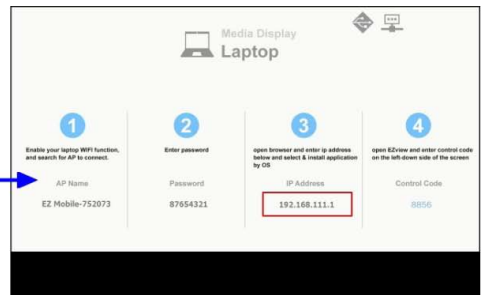 Media Display
Laptop
1
Enable your laptop WIFI function,
and search for AP to connect.
AP Name
EZ Mobile-752073
2
Enter password
Password
87654321
3
open browser and enter ip address
below and select & install application
by OS
IP Address
192.168.111.1
4
open EZview and enter control code
on the left-down side of the screen
Control Code
8856